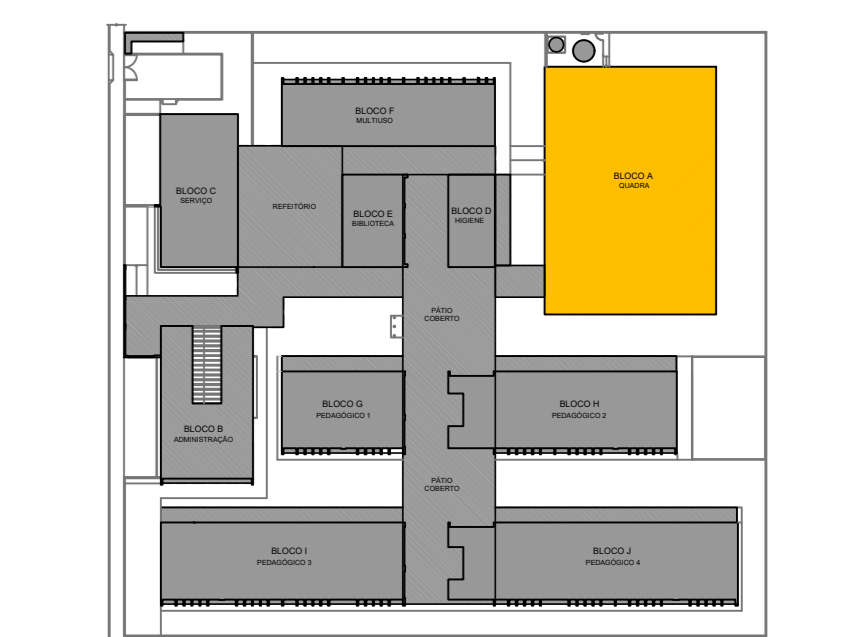 BLOCO F
MULTIUSO
BLOCO A
QUADRA
BLOCO C
SERVIÇO
REFEITÓRIO
BLOCO E
BIBLIOTECA
BLOCO D
HIGIENE
PÁTIO
COBERTO
BLOCO G
PEDAGÓGICO 1
BLOCO H
PEDAGÓGICO 2
BLOCO B
ADMINISTRAÇÃO
PÁTIO
COBERTO
BLOCO I
PEDAGÓGICO 3
BLOCO J
PEDAGÓGICO 4